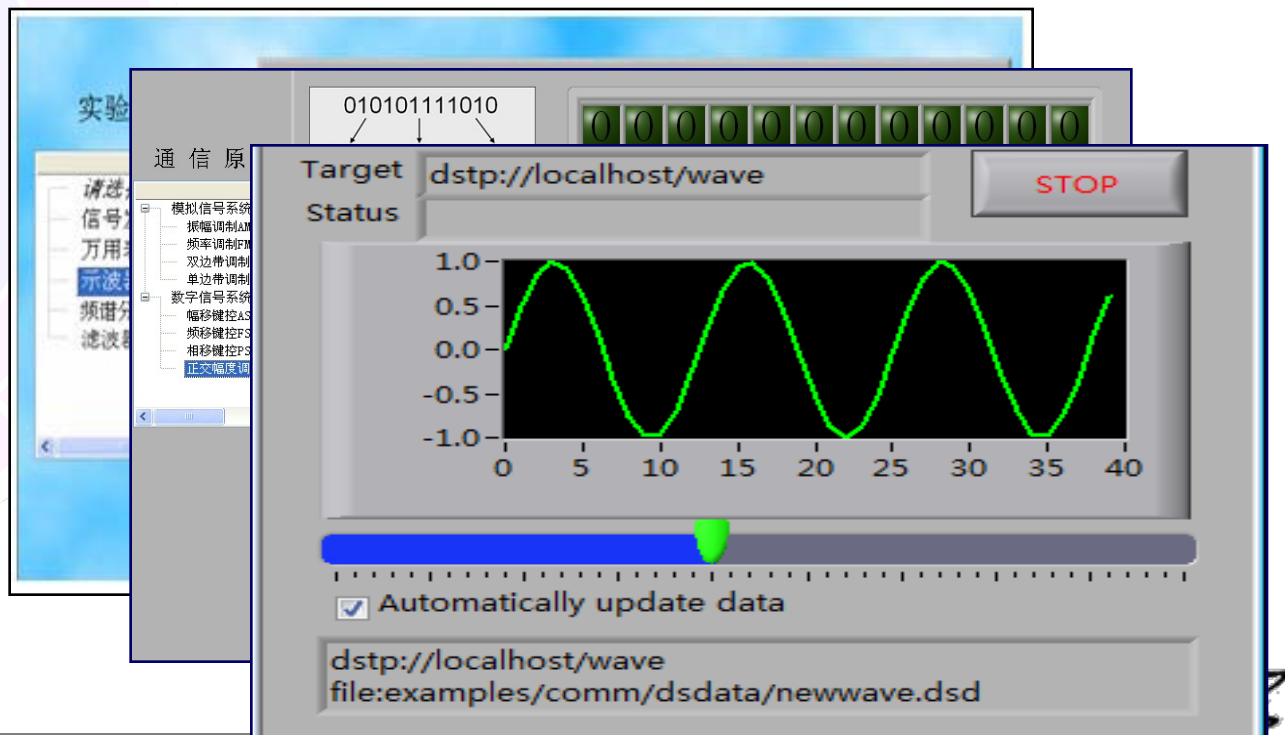 实验
请选
信号发
万用表
示波器
频谱分
滤波器
通 信 原
010101111010
0 0 0 0 0 0 0 0 0 0 0 0
模拟信号系统
振幅调制AM
频率调制FM
双边带调制
单边带调制
数字信号系统
幅移键控AS
频移键控FS
相移键控PS
正交幅度调
Target
dstp://localhost/wave
STOP
Status
1.0
0.5
0.0
-0.5
-1.0
0 5 10 15 20 25 30 35 40
Automatically update data
dstp://localhost/wave
file:examples/comm/dsdata/newwave.dsd